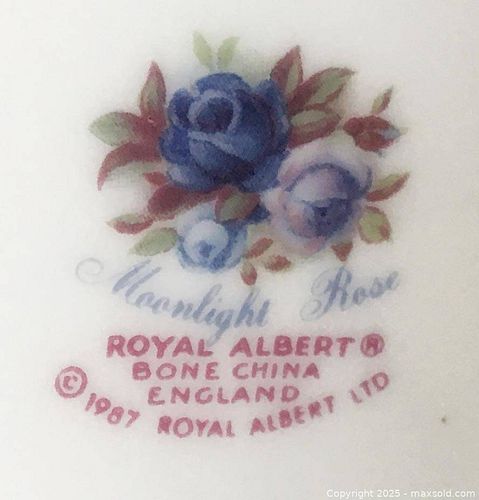 Moonlight Rose
ROYAL ALBERT®
BONE CHINA
ENGLAND
© 1987 ROYAL ALBERT LTD
Copyright © 2025 - maxsold.com